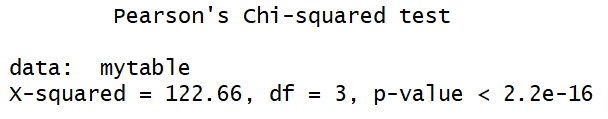 Pearson's Chi-squared test
data:  mytable
X-squared = 122.66, df = 3, p-value < 2.2e-16